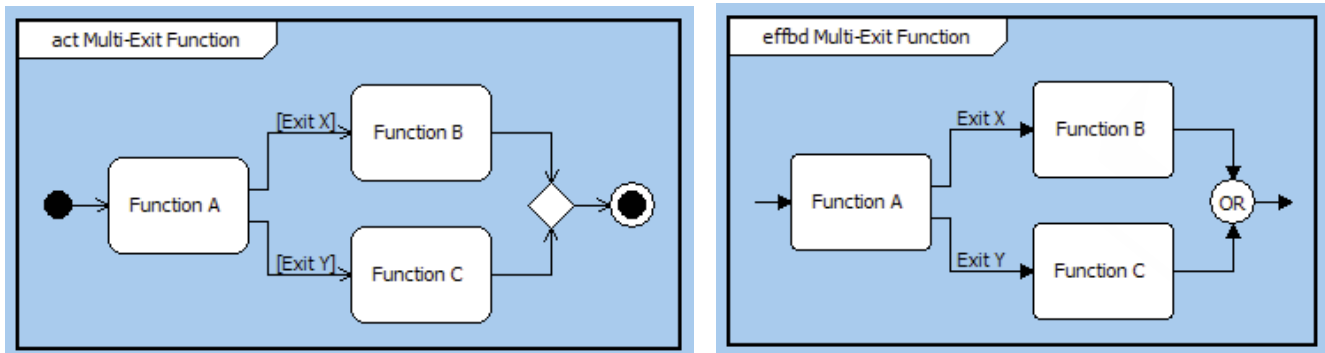 act Multi-Exit Function
[Exit X]
Function B
Function A
[Exit Y]
Function C
effbd Multi-Exit Function
Exit X
Function B
Function A
OR
Exit Y
Function C